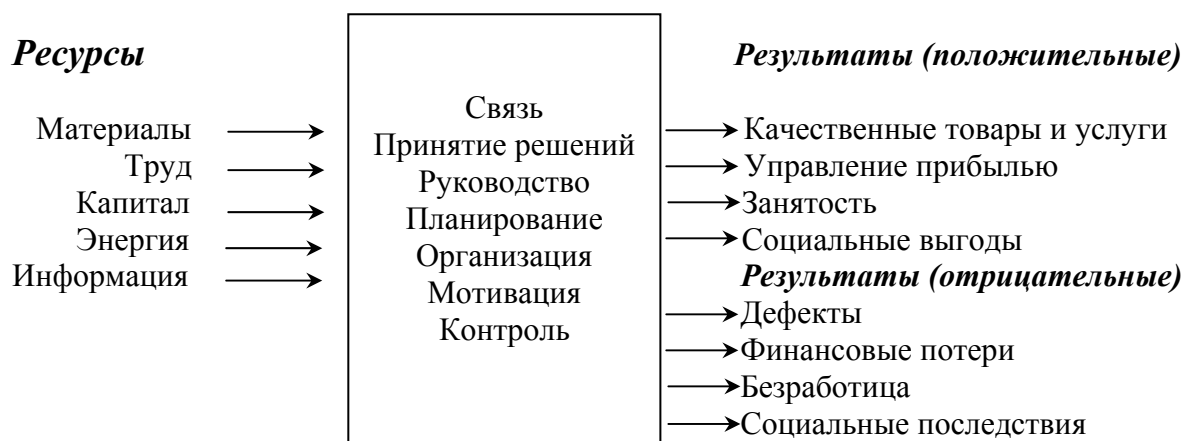 Ресурсы
Материалы
Труд
Капитал
Энергия
Информация
Связь
Принятие решений
Руководство
Планирование
Организация
Мотивация
Контроль
Результаты (положительные)
Качественные товары и услуги
Управление прибылью
Занятость
Социальные выгоды
Результаты (отрицательные)
Дефекты
Финансовые потери
Безработица
Социальные последствия